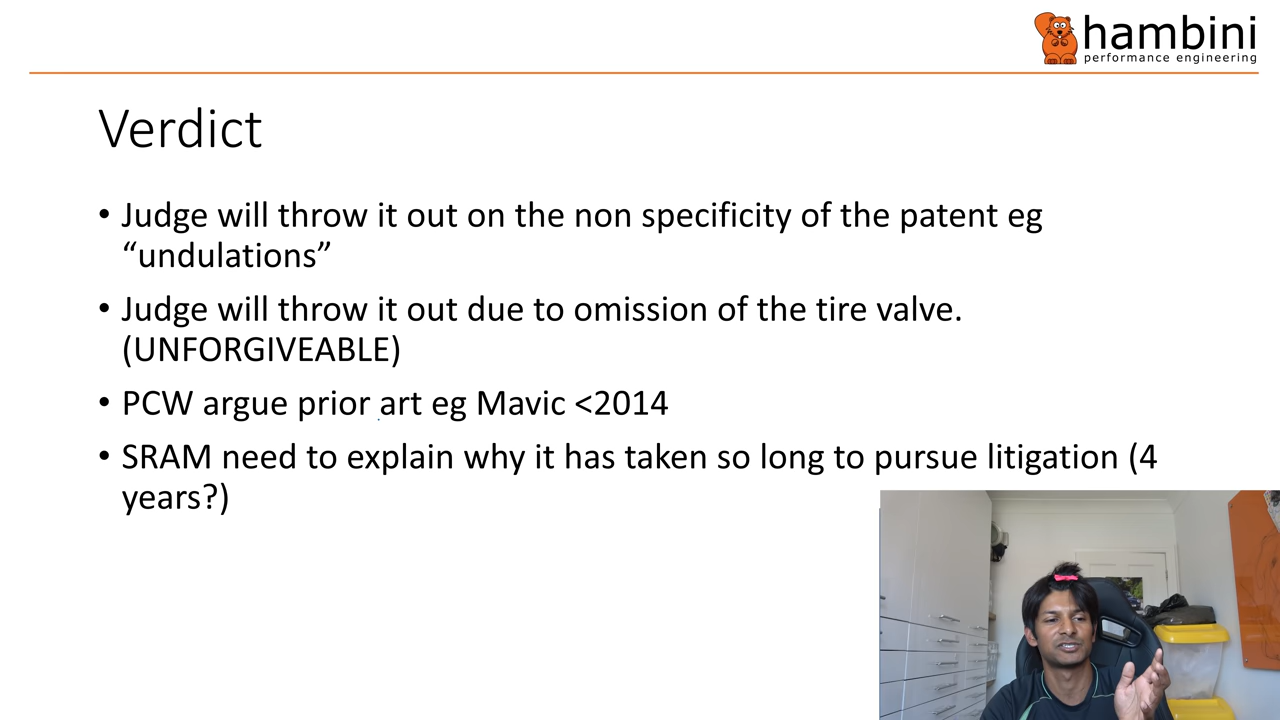 hambini
performance engineering
Verdict
• Judge will throw it out on the non specificity of the patent eg
“undulations”
• Judge will throw it out due to omission of the tire valve.
(UNFORGIVEABLE)
• PCW argue prior art eg Mavic <2014
• SRAM need to explain why it has taken so long to pursue litigation (4
years?)